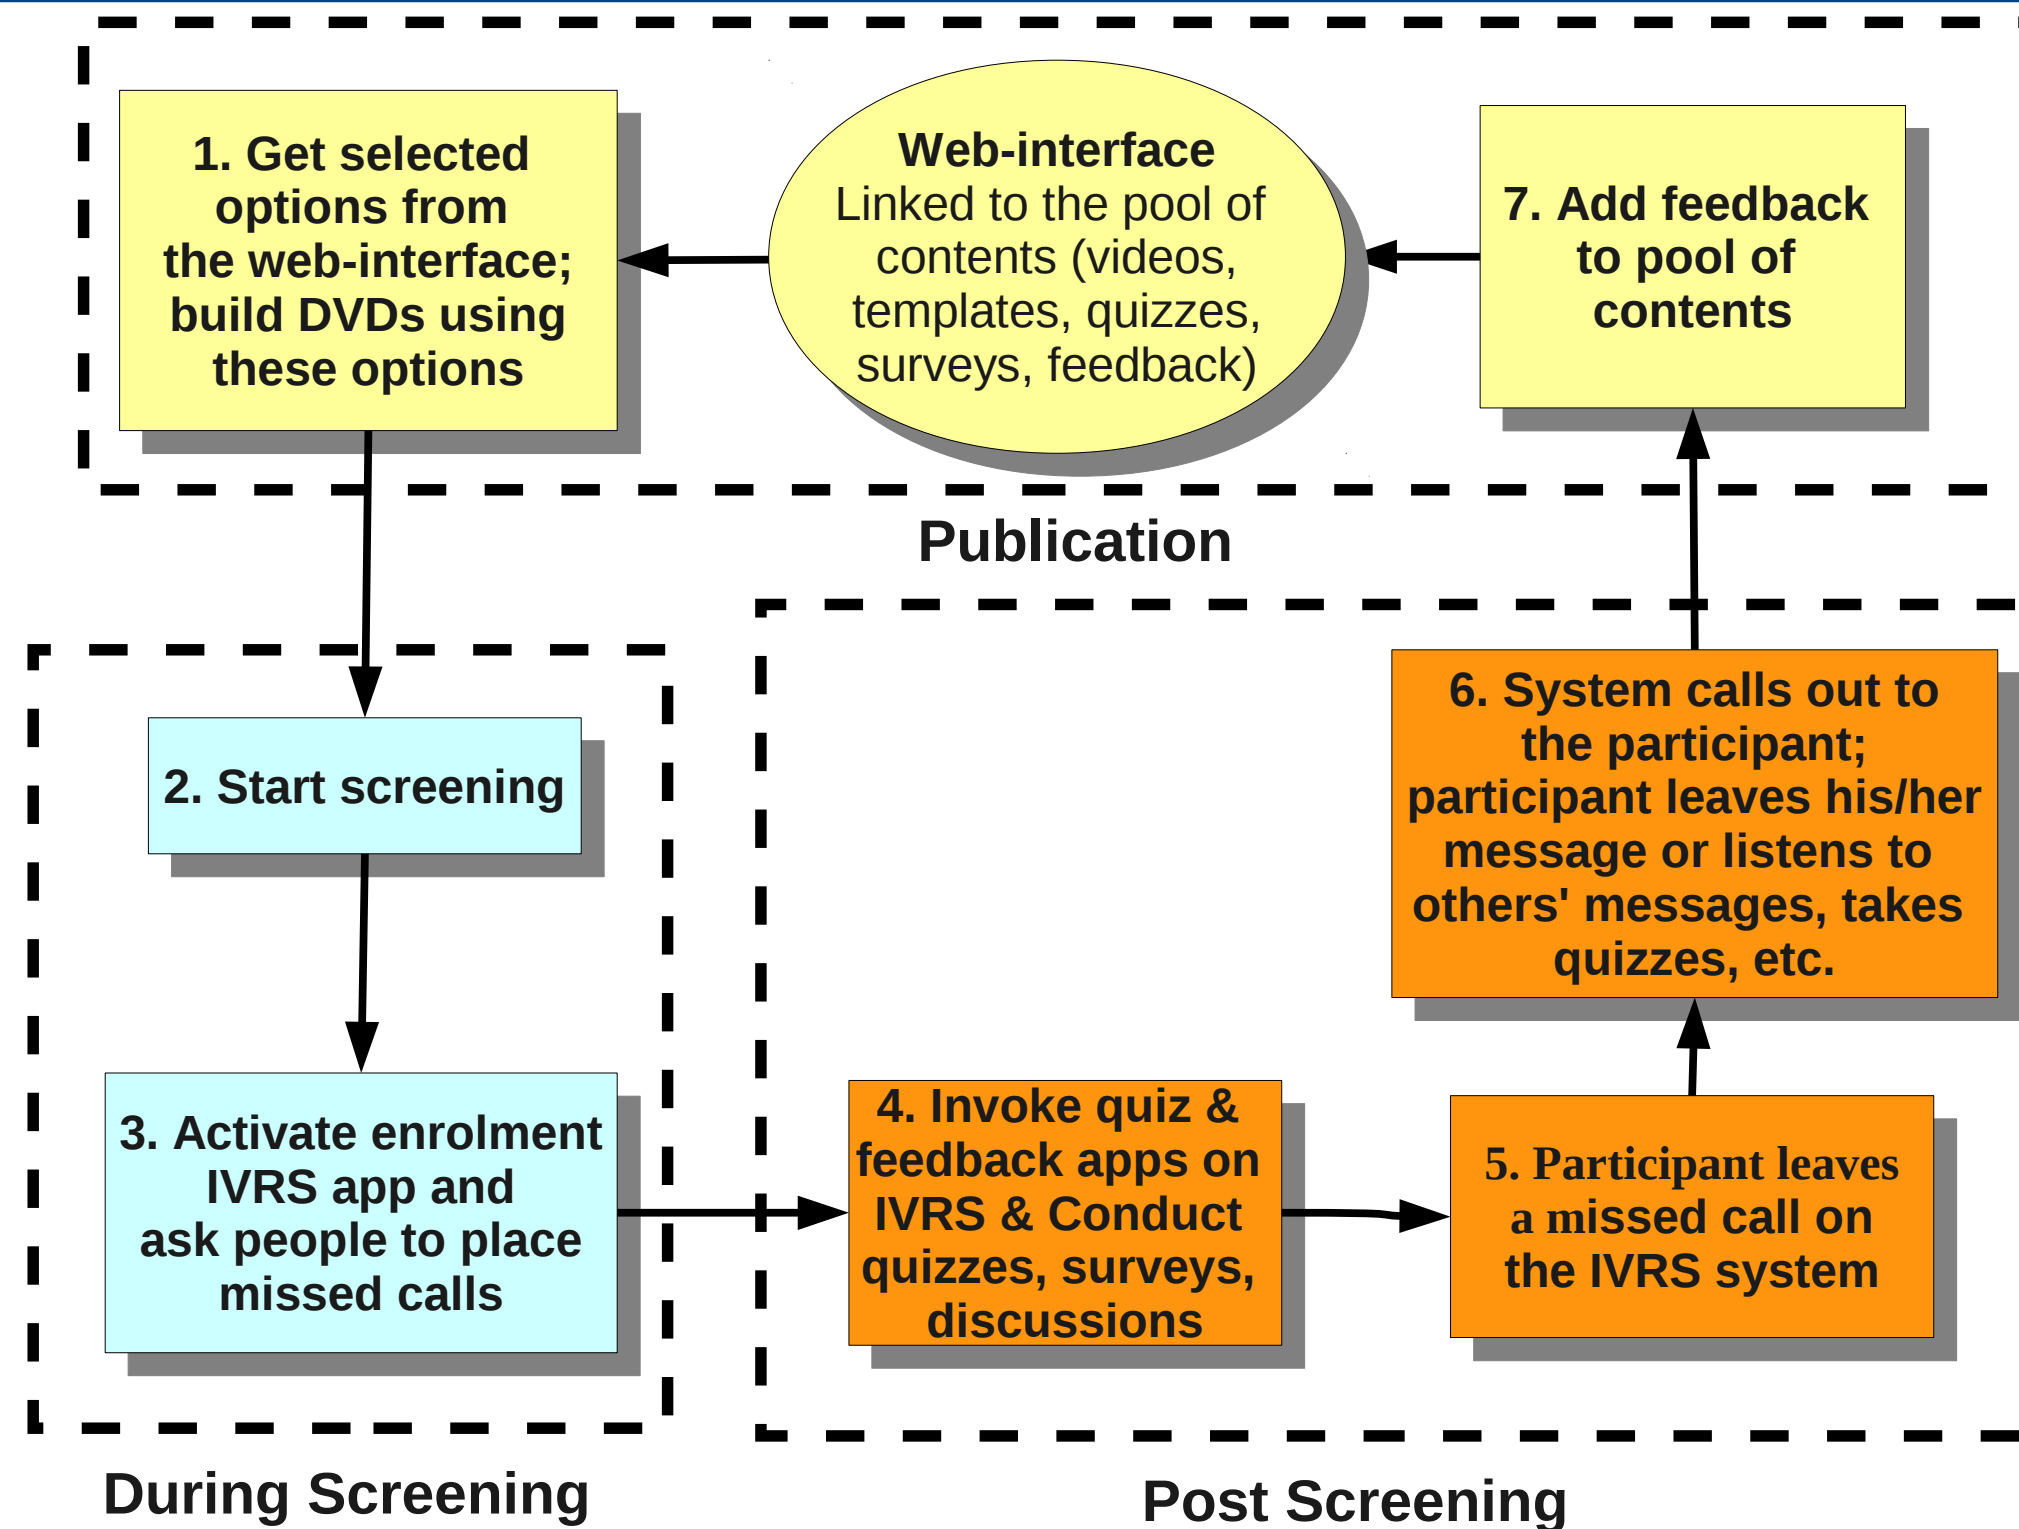 1. Get selected
options from
the web-interface;
build DVDs using
these options
Web-interface
Linked to the pool of
contents (videos,
templates, quizzes,
surveys, feedback)
7. Add feedback
to pool of
contents
Publication
2. Start screening
3. Activate enrolment
IVRS app and
ask people to place
missed calls
During Screening
4. Invoke quiz &
feedback apps on
IVRS & Conduct
quizzes, surveys,
discussions
5. Participant leaves
a missed call on
the IVRS system
6. System calls out to
the participant;
participant leaves his/her
message or listens to
others' messages, takes
quizzes, etc.
Post Screening